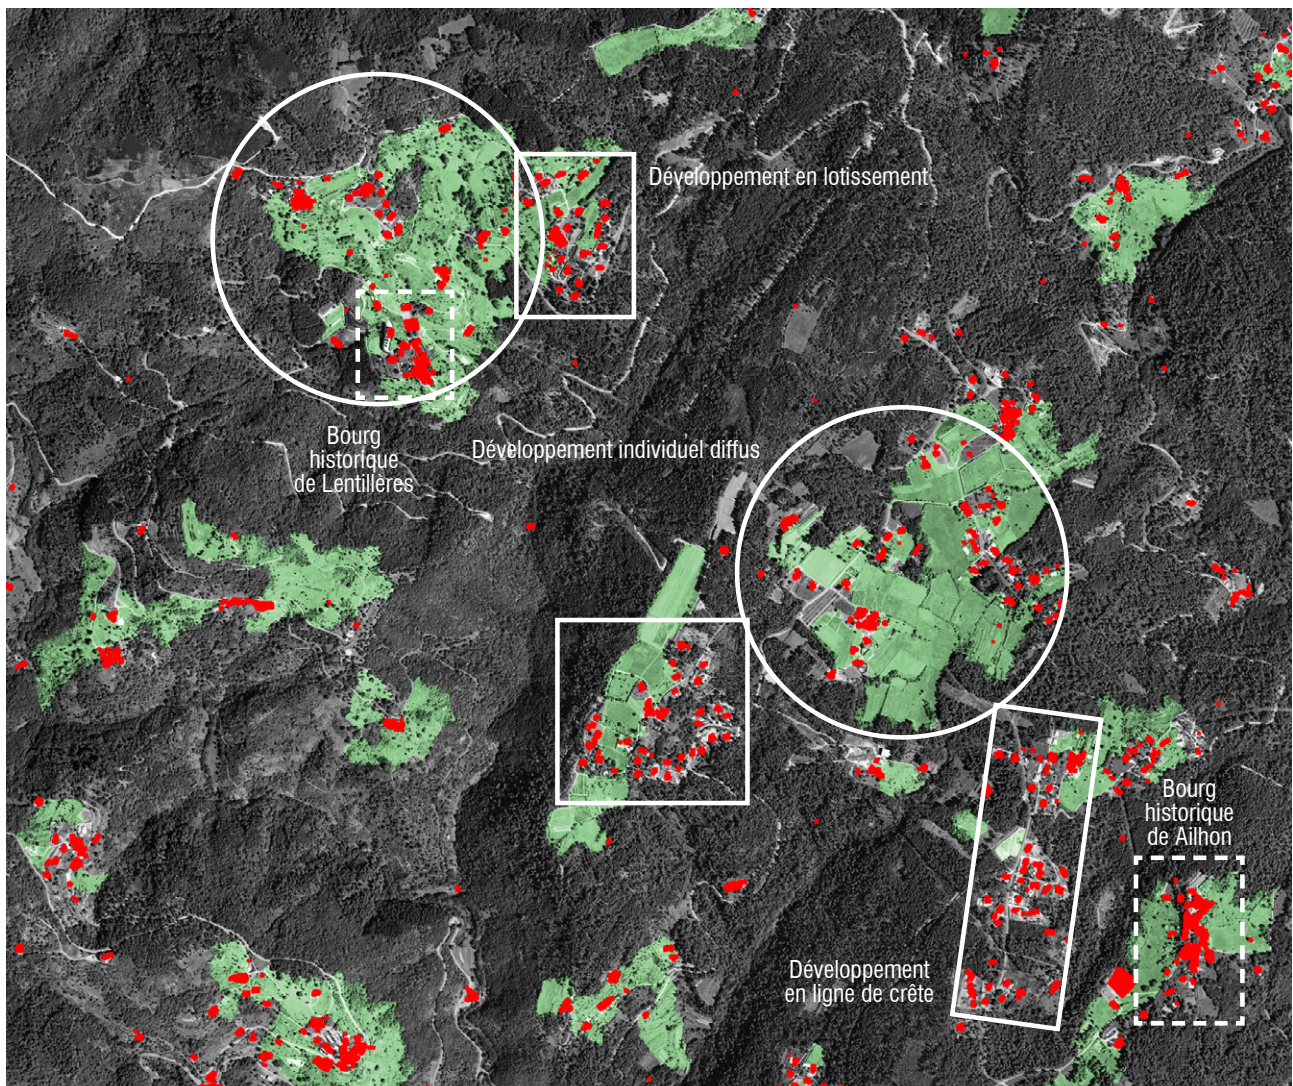 Développement en lotissement
Bourg
historique
de Lentillères
Développement individuel diffus
Bourg
historique
de Ailhon
Développement
en ligne de crête